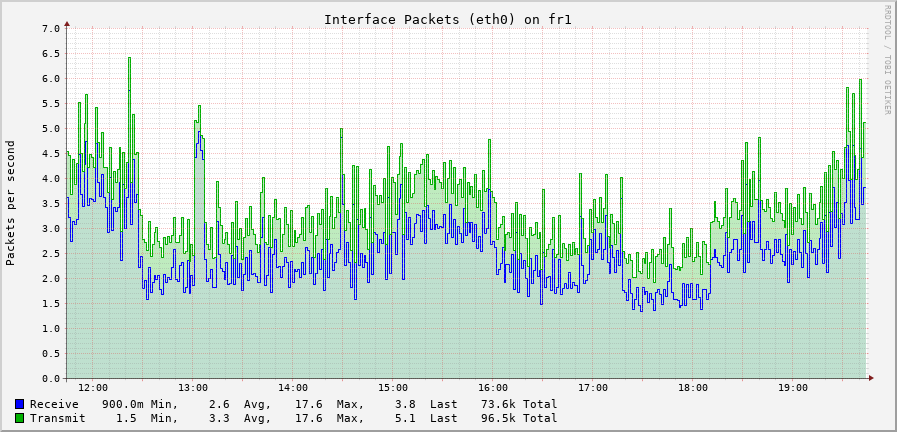 Interface Packets (eth0) on fr1
RRDTOOL / TOBI OETIKER
Packets per second
7.0
6.5
6.0
5.5
5.0
4.5
4.0
3.5
3.0
2.5
2.0
1.5
1.0
0.5
0.0
12:00 13:00 14:00 15:00 16:00 17:00 18:00 19:00
Receive 900.0m Min, 2.6 Avg, 17.6 Max, 3.8 Last 73.6k Total
Transmit 1.5 Min, 3.3 Avg, 17.6 Max, 5.1 Last 96.5k Total